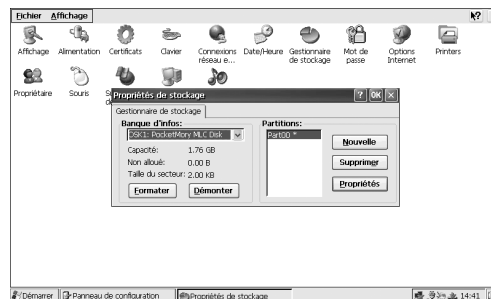 Fichier Affichage
Affichage Alimentation Certificats Clavier Connexions réseau e... Date/Heure Gestionnaire de stockage Mot de passe Options Internet Printers
Propriétaire Souris
Propriétés de stockage ? OK ×
Gestionnaire de stockage
Banque d'infos:
DSK1: PocketMory MLC Disk
Capacité: 1.76 GB
Non alloué: 0.00 B
Taille du secteur: 2.00 KB
Formater Démonter
Partitions:
Part00 *
Nouvelle
Supprimer
Propriétés
Démarrer Panneau de configuration Propriétés de stockage 14:41